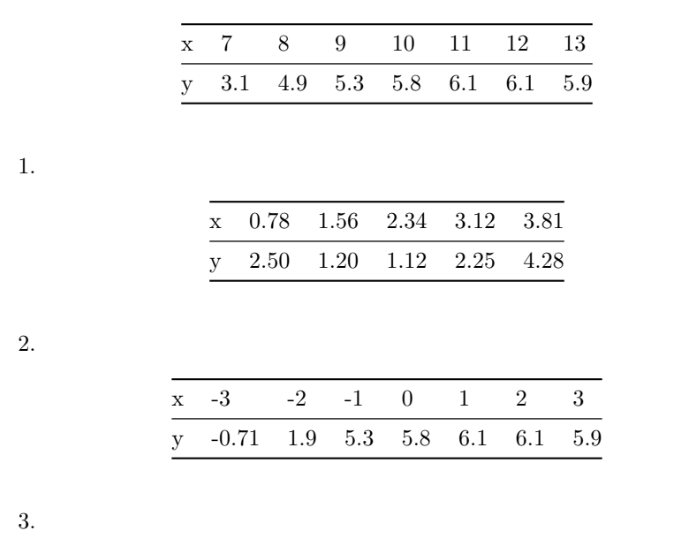 x 7 8 9 10 11 12 13
y 3.1 4.9 5.3 5.8 6.1 6.1 5.9
1.
x 0.78 1.56 2.34 3.12 3.81
y 2.50 1.20 1.12 2.25 4.28
2.
x -3 -2 -1 0 1 2 3
y -0.71 1.9 5.3 5.8 6.1 6.1 5.9
3.